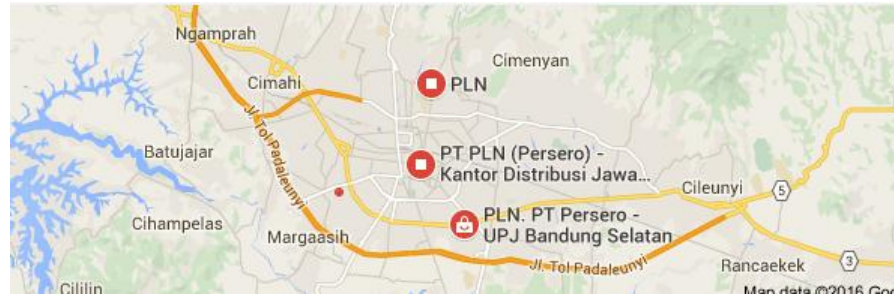 Ngamprah
Cimenyan
Cimahi
PLN
Jl. Tol Padaleunyi
Batujajar
PT PLN (Persero) -
Kantor Distribusi Jawa...
Cileunyi
5
Cihampelas
PLN. PT Persero -
UPJ Bandung Selatan
Margaasih
Jl. Tol Padaleunyi
Rancaekek
3
Cililin
Map data ©2016 Goo